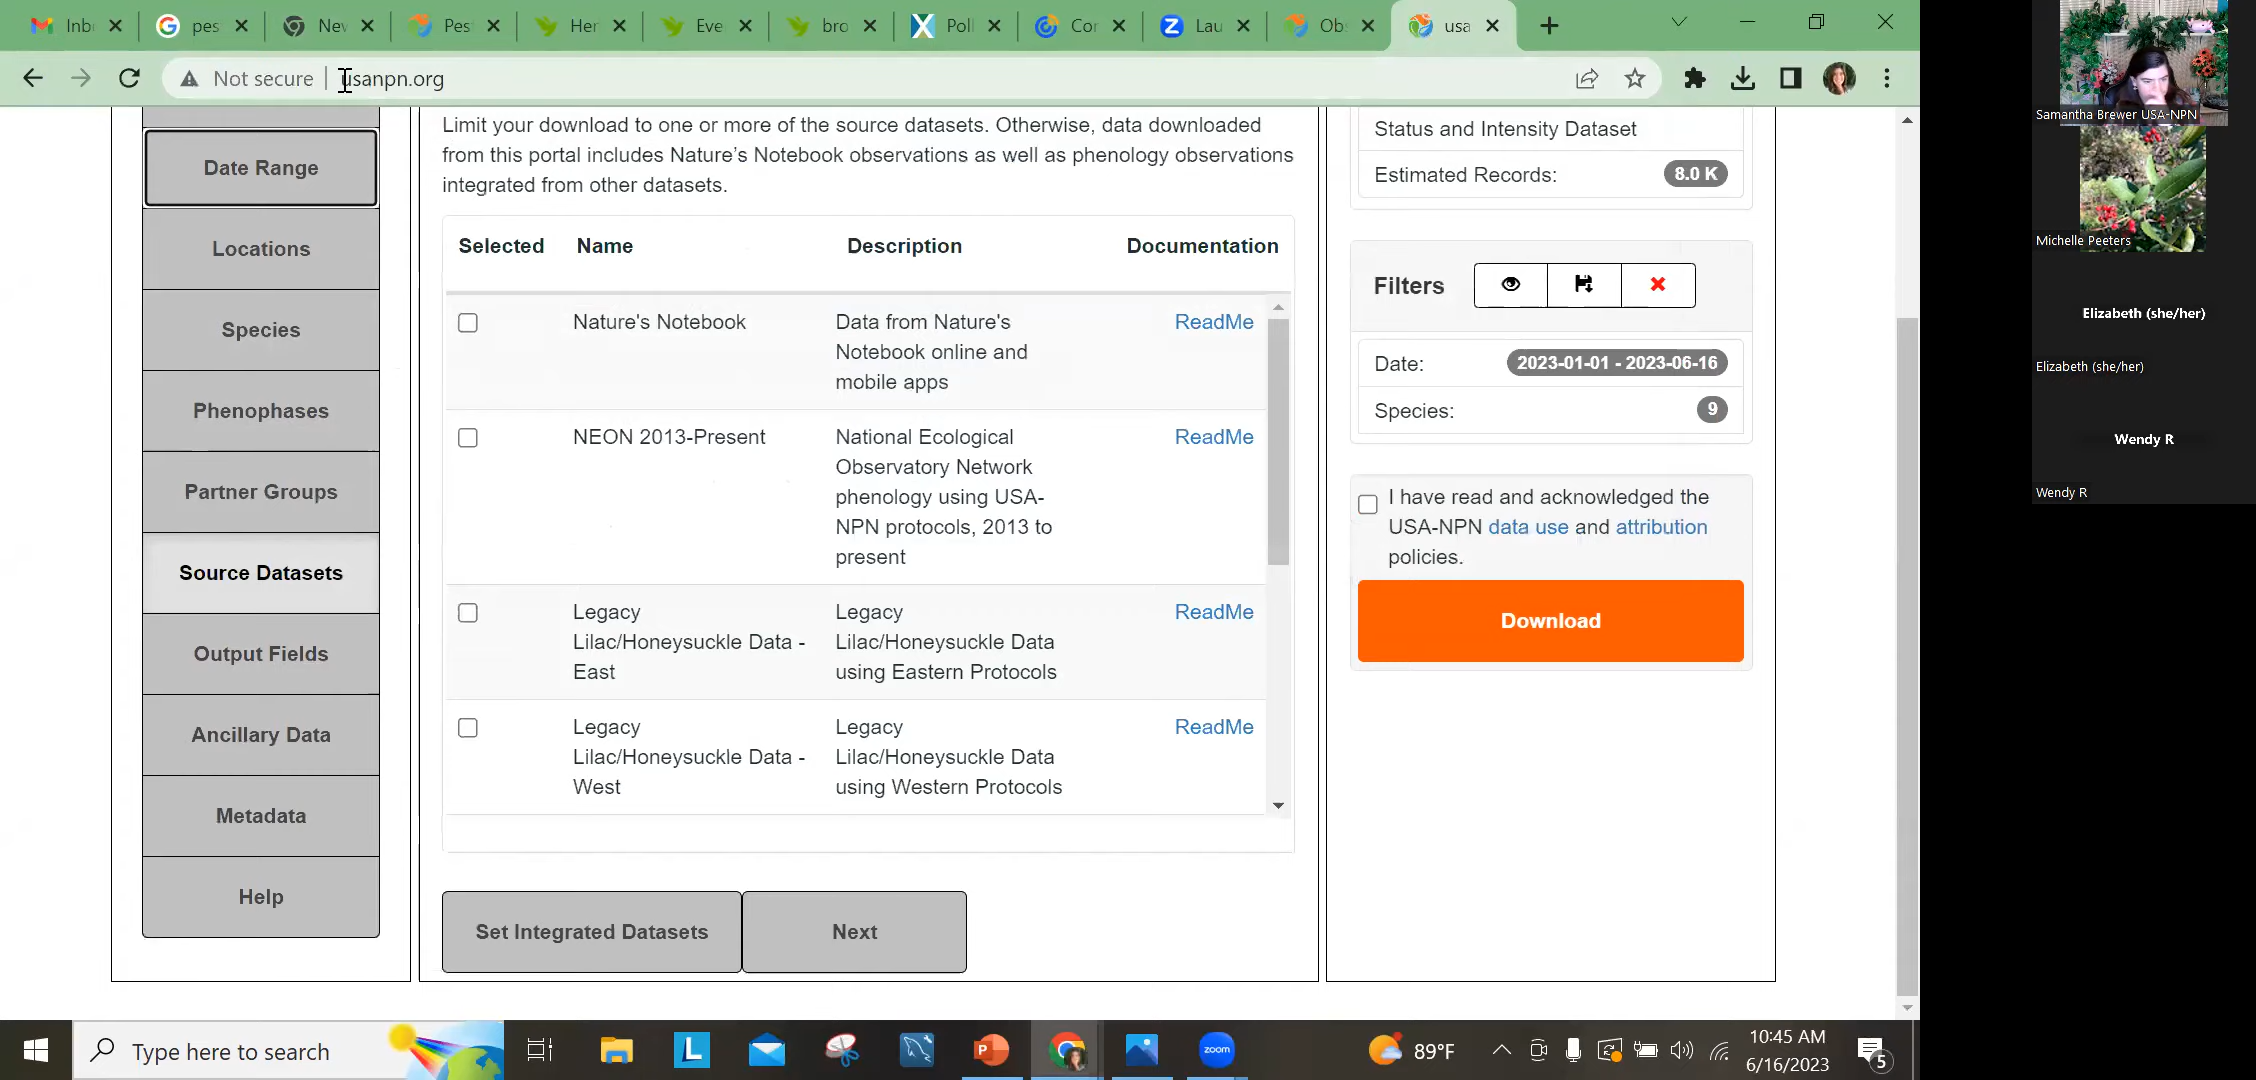 Inb
pes
Nev
Pes
Her
Eve
bro
Poll
Cor
Lau
Obs
usa
Not secure
usanpn.org
Date Range
Locations
Species
Phenophases
Partner Groups
Source Datasets
Output Fields
Ancillary Data
Metadata
Help
Limit your download to one or more of the source datasets. Otherwise, data downloaded
from this portal includes Nature's Notebook observations as well as phenology observations
integrated from other datasets.
Selected Name Description Documentation
Nature's Notebook
Data from Nature's
Notebook online and
mobile apps
ReadMe
NEON 2013-Present
National Ecological
Observatory Network
phenology using USA-
NPN protocols, 2013 to
present
ReadMe
Legacy
Lilac/Honeysuckle Data -
East
Legacy
Lilac/Honeysuckle Data
using Eastern Protocols
ReadMe
Legacy
Lilac/Honeysuckle Data -
West
Legacy
Lilac/Honeysuckle Data
using Western Protocols
ReadMe
Set Integrated Datasets
Next
Status and Intensity Dataset
Estimated Records: 8.0 K
Filters
Date: 2023-01-01 - 2023-06-16
Species: 9
I have read and acknowledged the
USA-NPN data use and attribution
policies.
Download
Samantha Brewer USA-NPN
Michelle Peeters
Elizabeth (she/her)
Elizabeth (she/her)
Wendy R
Wendy R
Type here to search
L
P
zoom
89°F
10:45 AM
6/16/2023
5